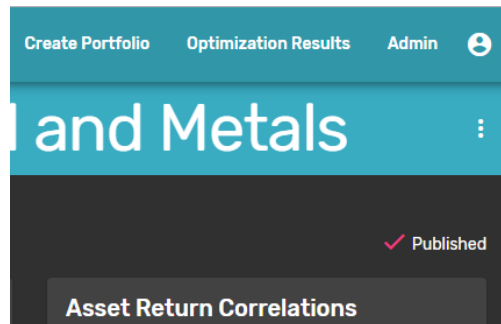 Create Portfolio Optimization Results Admin
and Metals
Published
Asset Return Correlations